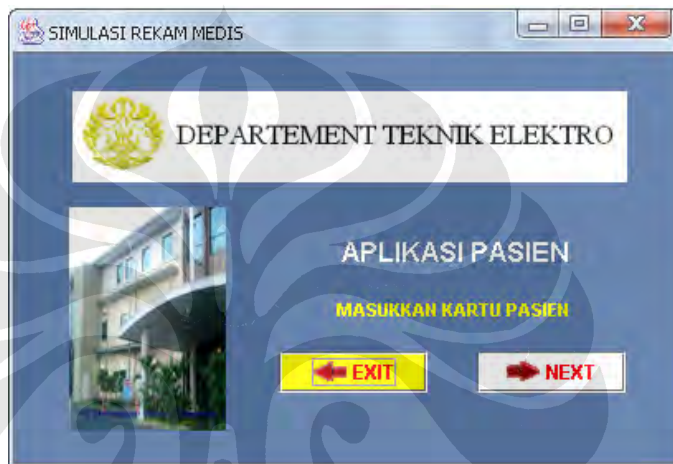 SIMULASI REKAM MEDIS
DEPARTEMENT TEKNIK ELEKTRO
APLIKASI PASIEN
MASUKKAN KARTU PASIEN
EXIT
NEXT